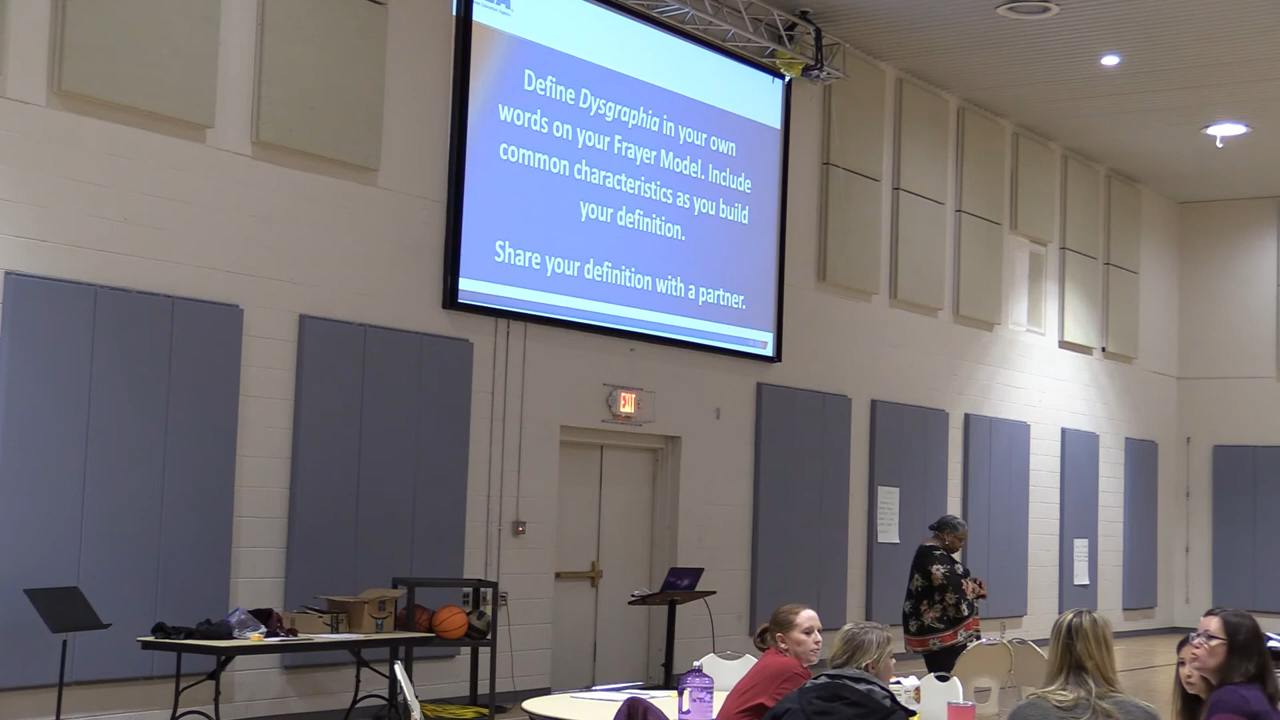 Define Dysgraphia in your own
words on your Frayer Model. Include
common characteristics as you build
your definition.
Share your definition with a partner.